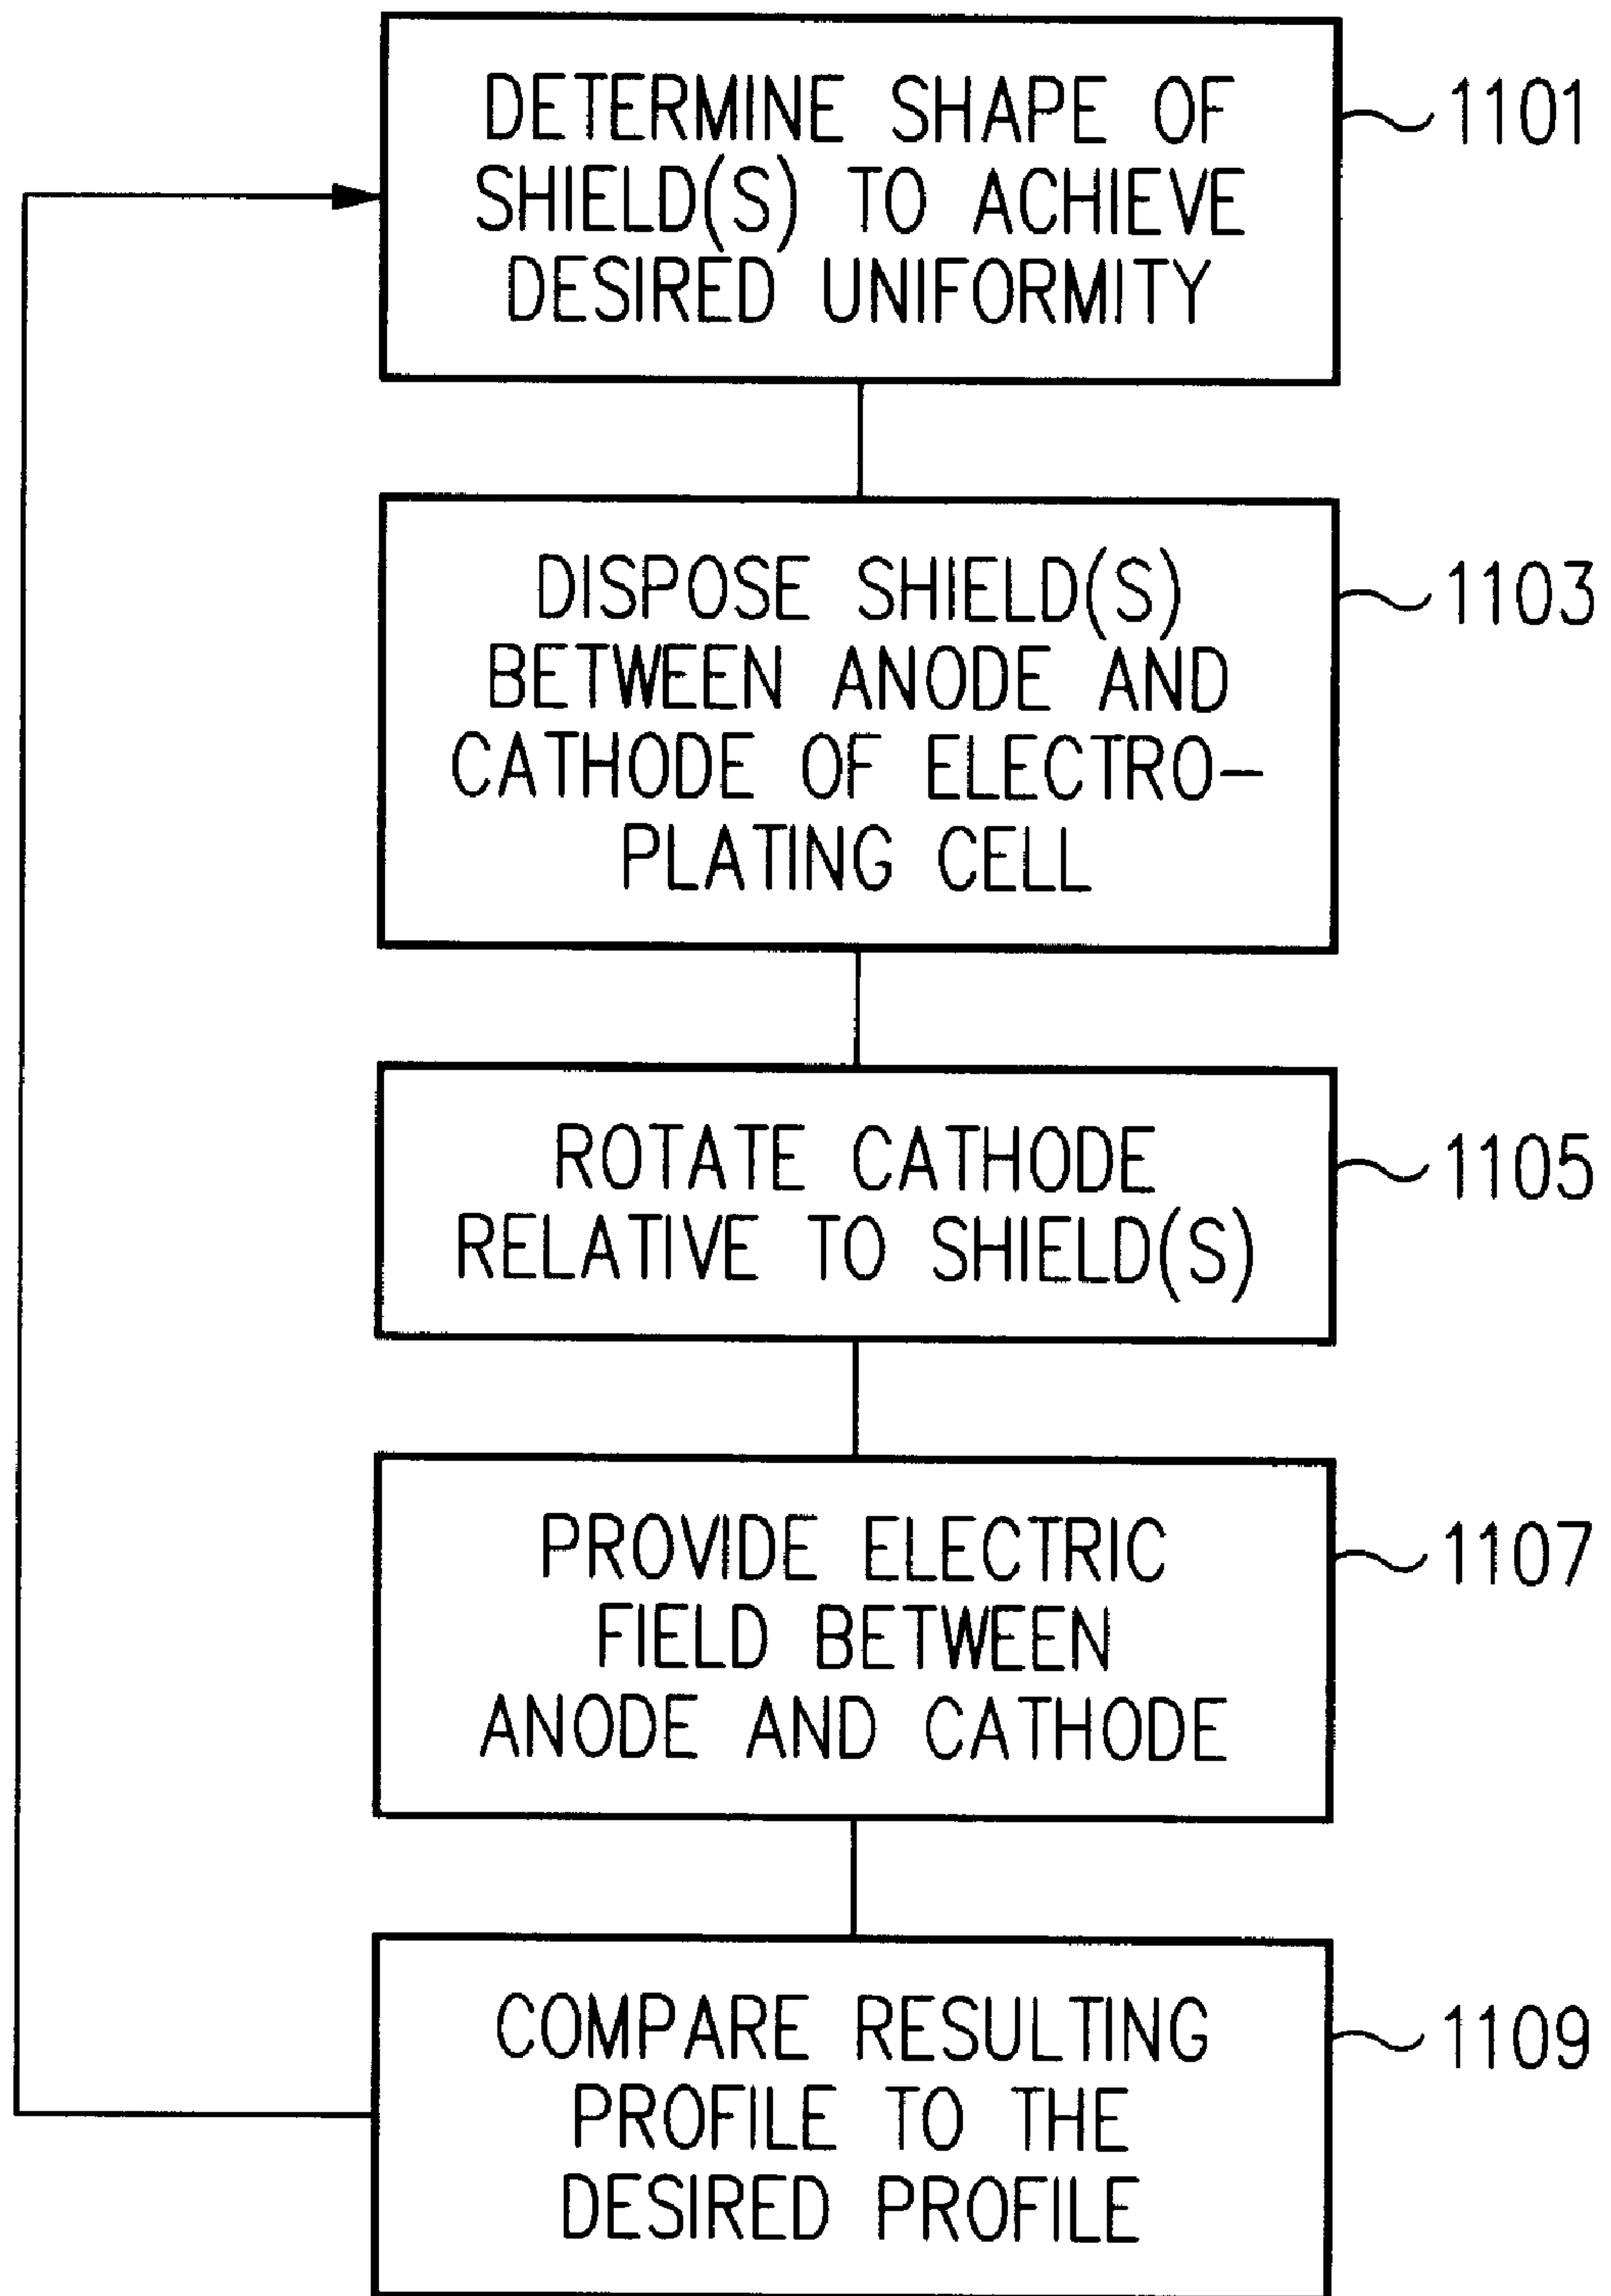 DETERMINE SHAPE OF
SHIELD(S) TO ACHIEVE
DESIRED UNIFORMITY
1101
DISPOSE SHIELD(S)
BETWEEN ANODE AND
CATHODE OF ELECTRO-
PLATING CELL
1103
ROTATE CATHODE
RELATIVE TO SHIELD(S)
1105
PROVIDE ELECTRIC
FIELD BETWEEN
ANODE AND CATHODE
1107
COMPARE RESULTING
PROFILE TO THE
DESIRED PROFILE
1109